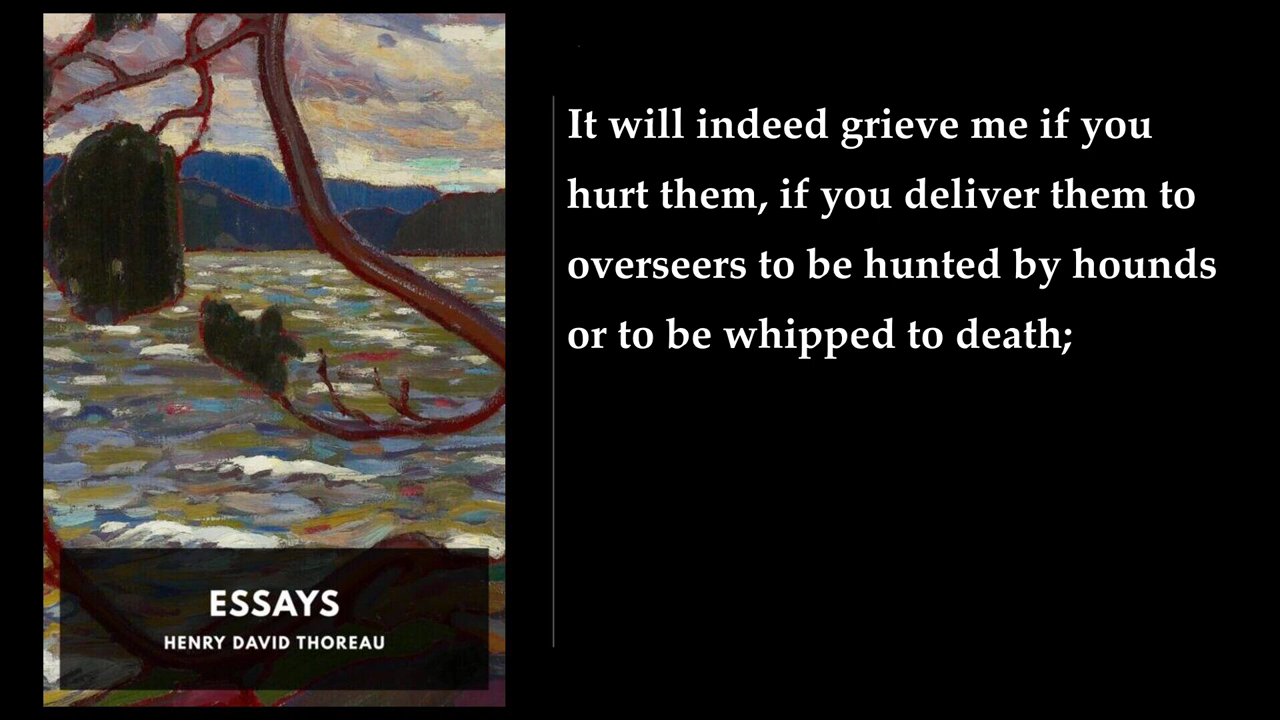 ESSAYS
HENRY DAVID THOREAU
It will indeed grieve me if you
hurt them, if you deliver them to
overseers to be hunted by hounds
or to be whipped to death;